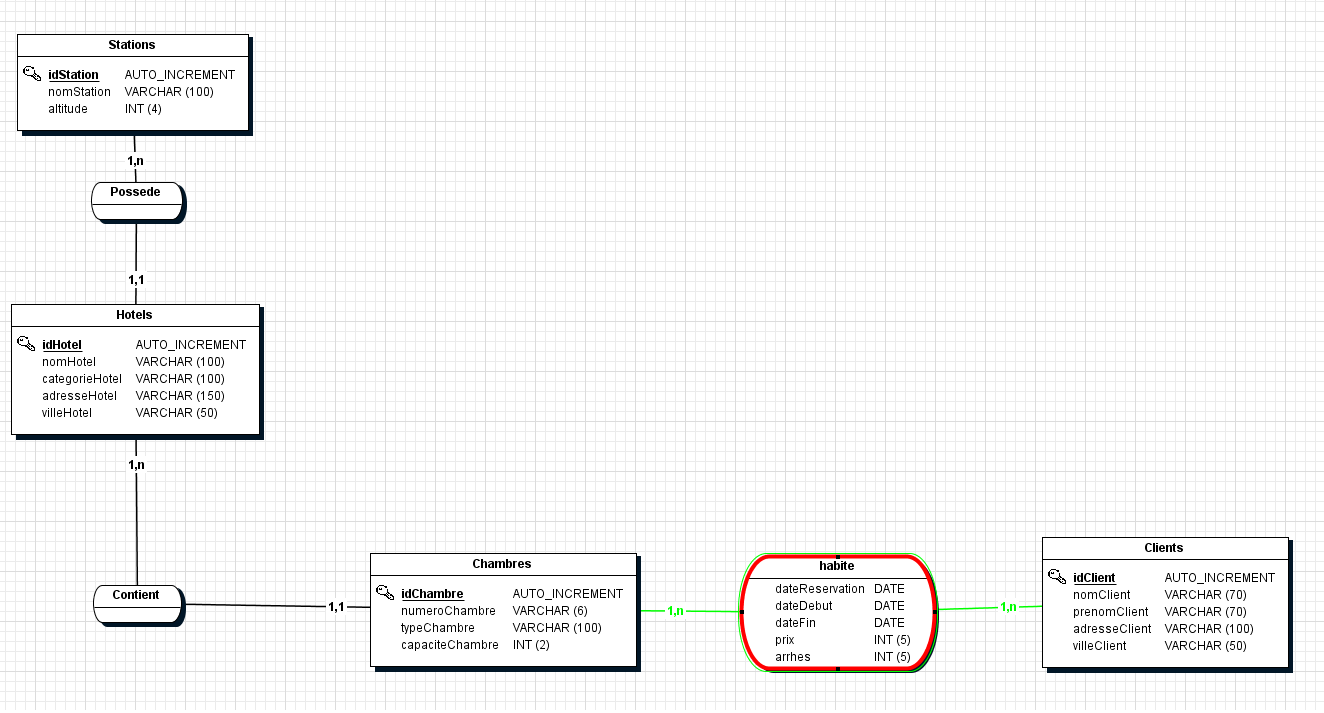 Stations
idStation AUTO_INCREMENT
nomStation VARCHAR (100)
altitude INT (4)
1,n
Possede
1,1
Hotels
idHotel AUTO_INCREMENT
nomHotel VARCHAR (100)
categorieHotel VARCHAR (100)
adresseHotel VARCHAR (150)
villeHotel VARCHAR (50)
1,n
Contient
1,1
Chambres
idChambre AUTO_INCREMENT
numeroChambre VARCHAR (6)
typeChambre VARCHAR (100)
capaciteChambre INT (2)
1,n
habite
dateReservation DATE
dateDebut DATE
dateFin DATE
prix INT (5)
arrhes INT (5)
1,n
Clients
idClient AUTO_INCREMENT
nomClient VARCHAR (70)
prenomClient VARCHAR (70)
adresseClient VARCHAR (100)
villeClient VARCHAR (50)